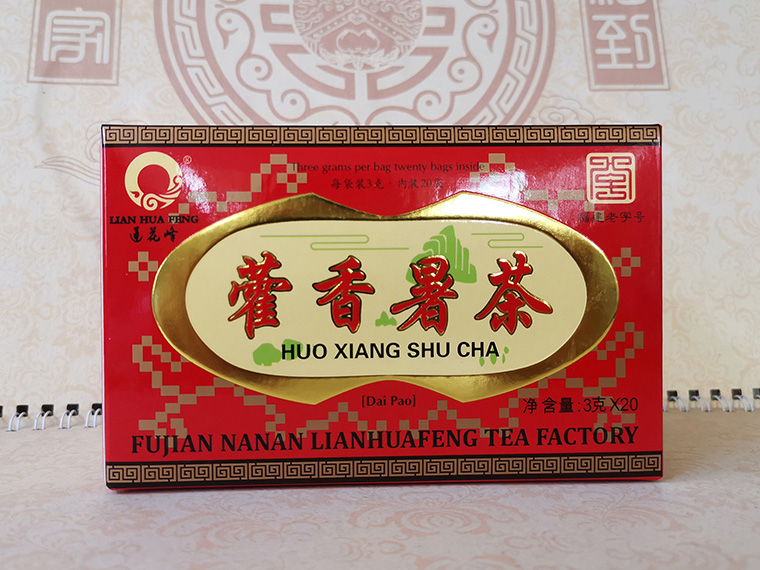 字
到
Three grams per bag twenty bags inside
每袋装3克·内装20袋
®
LIAN HUA FENG
莲花峰
福建老字号
藿香暑茶
HUO XIANG SHU CHA
[Dai Pao]
净含量:3克X20
FUJIAN NANAN LIANHUAFENG TEA FACTORY